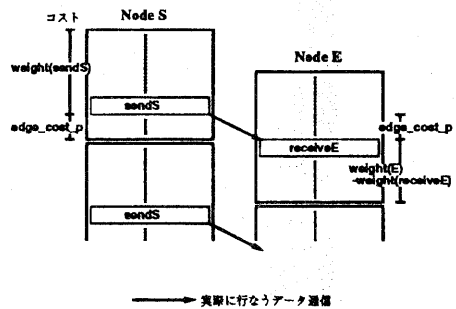 コスト
Node S
weight(sendS)
sendS
edge_cost_p
sendS
Node E
edge_cost_p
receiveE
weight(E)
-weight(receiveE)
実際に行なうデータ通信